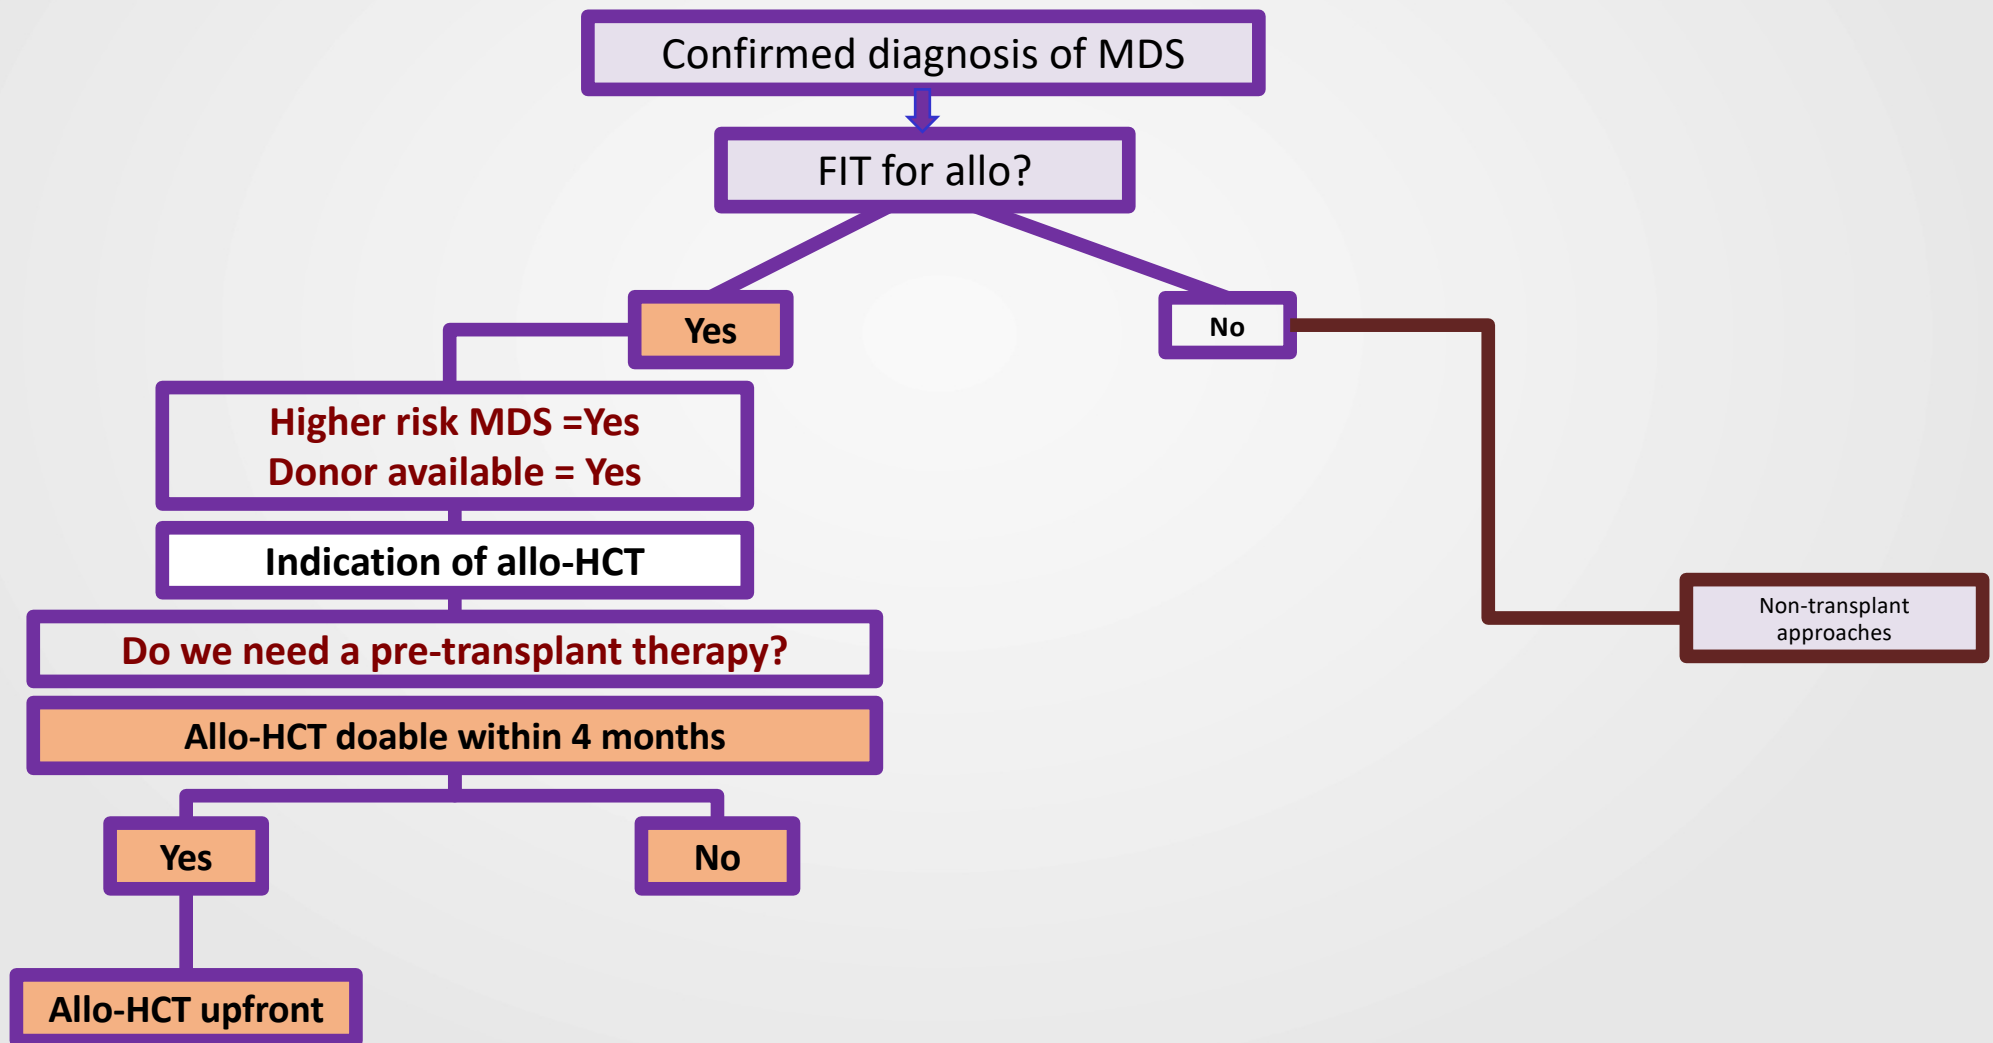 Confirmed diagnosis of MDS
FIT for allo?
Yes
No
Higher risk MDS =Yes
Donor available = Yes
Indication of allo-HCT
Non-transplant
approaches
Do we need a pre-transplant therapy?
Allo-HCT doable within 4 months
Yes
No
Allo-HCT upfront